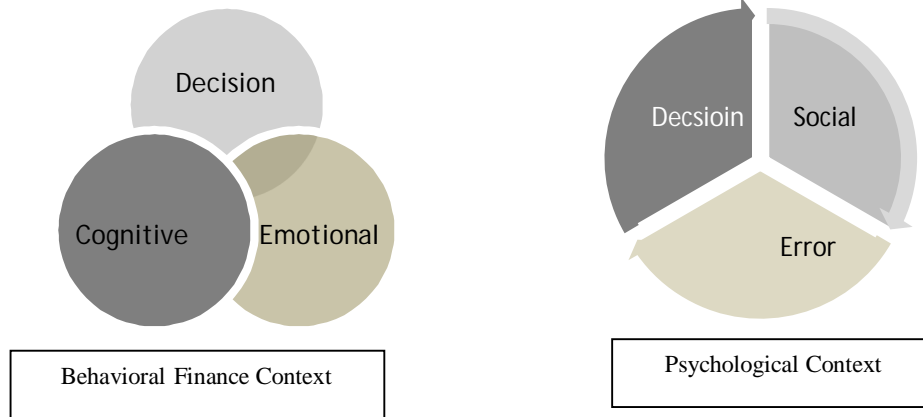 Decision
Cognitive
Emotional
Behavioral Finance Context
Decsioin
Social
Error
Psychological Context